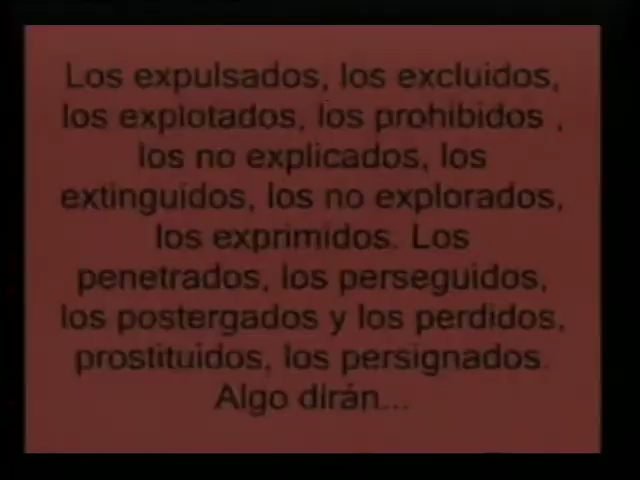 Los expulsados, los excluidos,
los explotados, los prohibidos ,
los no explicados, los
extinguidos, los no explorados,
los exprimidos. Los
penetrados, los perseguidos,
los postergados y los perdidos,
prostituidos, los persignados.
Algo dirán...